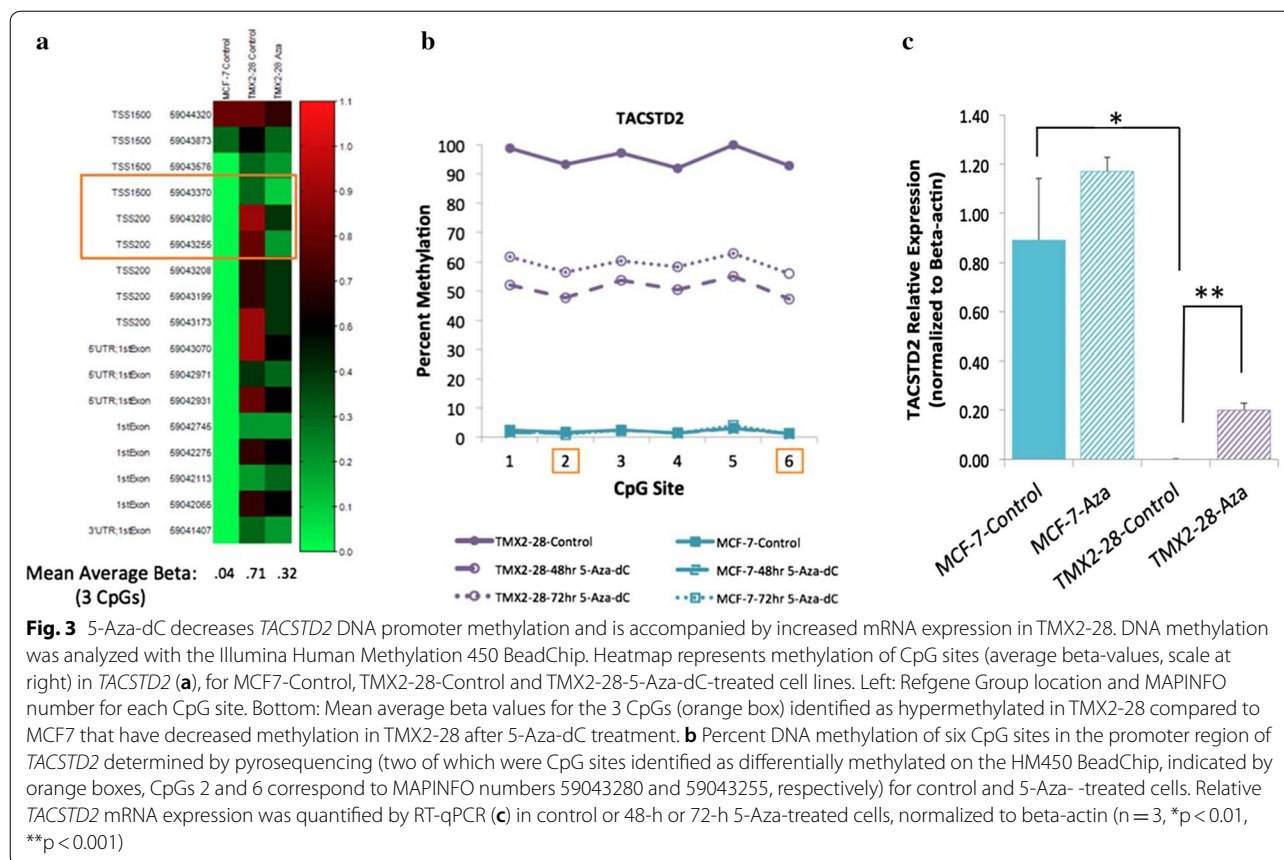 a
MCF-7 Control
TMX2-28 Control
TMX2-28 Aza
TSS1500 59044320
TSS1500 59043873
TSS1500 59043576
TSS1500 59043370
TSS200 59043280
TSS200 59043255
TSS200 59043208
TSS200 59043199
TSS200 59043173
5'UTR;1stExon 59043070
5'UTR;1stExon 59042971
5'UTR;1stExon 59042931
1stExon 59042745
1stExon 59042275
1stExon 59042113
1stExon 59042065
3'UTR;1stExon 59041407
1.1
1.0
0.9
0.8
0.7
0.6
0.5
0.4
0.3
0.2
0.1
0.0
Mean Average Beta: .04 .71 .32
(3 CpGs)
b
TACSTD2
Percent Methylation
100
90
80
70
60
50
40
30
20
10
0
1 2 3 4 5 6
CpG Site
TMX2-28-Control
MCF-7-Control
TMX2-28-48hr 5-Aza-dC
MCF-7-48hr 5-Aza-dC
TMX2-28-72hr 5-Aza-dC
MCF-7-72hr 5-Aza-dC
c
TACSTD2 Relative Expression
(normalized to Beta-actin)
1.40
1.20
1.00
0.80
0.60
0.40
0.20
0.00
*
**
MCF-7-Control
MCF-7-Aza
TMX2-28-Control
TMX2-28-Aza
Fig. 3 5-Aza-dC decreases TACSTD2 DNA promoter methylation and is accompanied by increased mRNA expression in TMX2-28. DNA methylation
was analyzed with the Illumina Human Methylation 450 BeadChip. Heatmap represents methylation of CpG sites (average beta-values, scale at
right) in TACSTD2 (a), for MCF7-Control, TMX2-28-Control and TMX2-28-5-Aza-dC-treated cell lines. Left: Refgene Group location and MAPINFO
number for each CpG site. Bottom: Mean average beta values for the 3 CpGs (orange box) identified as hypermethylated in TMX2-28 compared to
MCF7 that have decreased methylation in TMX2-28 after 5-Aza-dC treatment. b Percent DNA methylation of six CpG sites in the promoter region of
TACSTD2 determined by pyrosequencing (two of which were CpG sites identified as differentially methylated on the HM450 BeadChip, indicated by
orange boxes, CpGs 2 and 6 correspond to MAPINFO numbers 59043280 and 59043255, respectively) for control and 5-Aza- -treated cells. Relative
TACSTD2 mRNA expression was quantified by RT-qPCR (c) in control or 48-h or 72-h 5-Aza-treated cells, normalized to beta-actin (n = 3, *p < 0.01,
**p < 0.001)